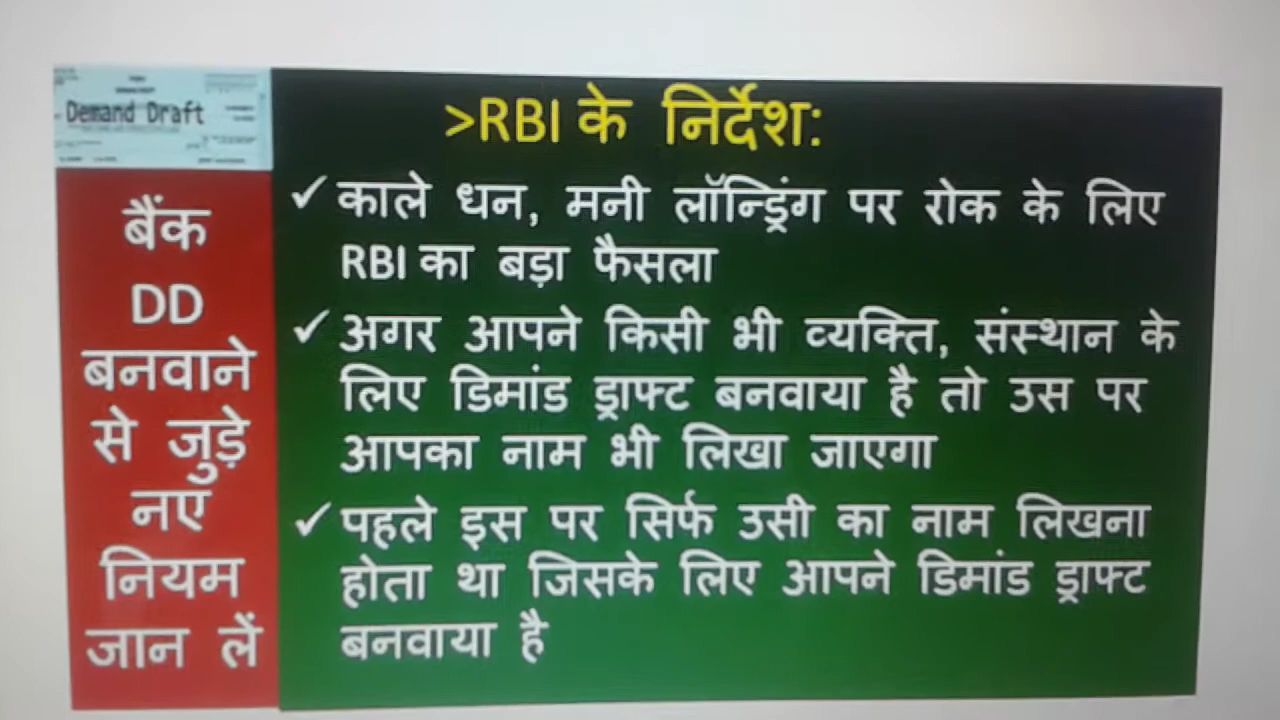 Demand Draft
बैंक
DD
बनवाने
से जुड़े
नए
नियम
जान लें
>RBI के निर्देश:
✓ काले धन, मनी लॉन्ड्रिंग पर रोक के लिए
RBI का बड़ा फैसला
✓ अगर आपने किसी भी व्यक्ति, संस्थान के
लिए डिमांड ड्राफ्ट बनवाया है तो उस पर
आपका नाम भी लिखा जाएगा
✓ पहले इस पर सिर्फ उसी का नाम लिखना
होता था जिसके लिए आपने डिमांड ड्राफ्ट
बनवाया है